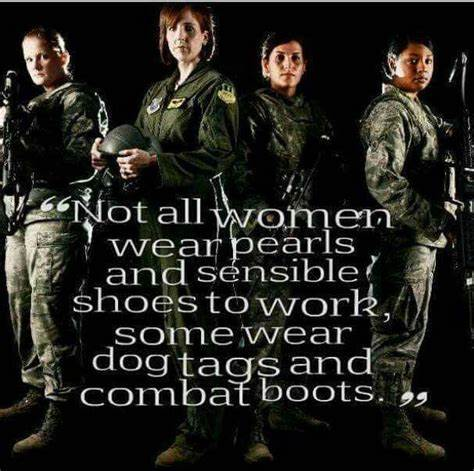 “Not all women
wear pearls
and sensible
shoes to work,
some wear
dog tags and
combat boots.”